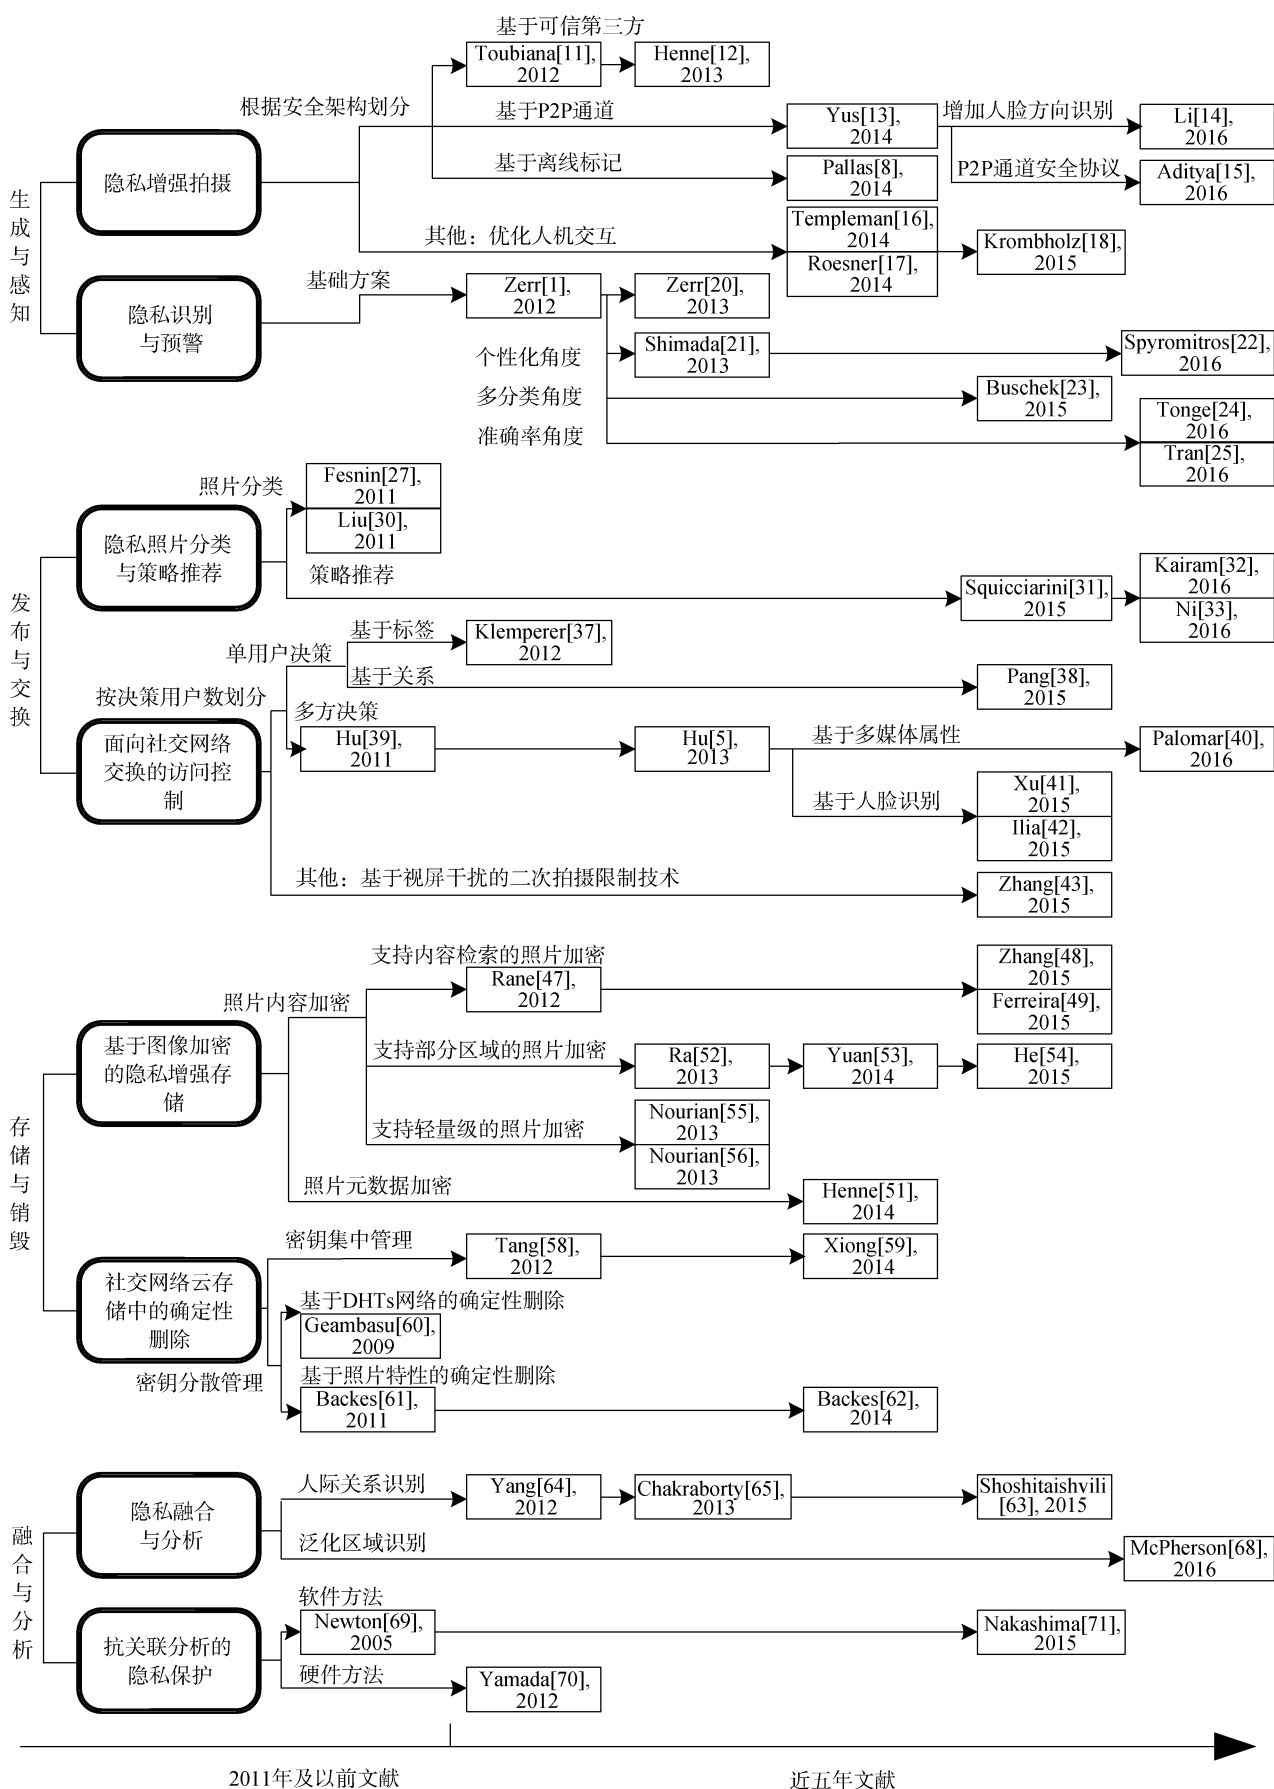 基于可信第三方
Toubiana[11],
2012
Henne[12],
2013
根据安全架构划分
基于P2P通道
Yus[13],
2014
增加人脸方向识别
Li[14],
2016
生成与感知
隐私增强拍摄
基于离线标记
Pallas[8],
2014
P2P通道安全协议
Aditya[15],
2016
其他：优化人机交互
Templeman[16],
2014
Roesner[17],
2014
Krombholz[18],
2015
隐私识别
与预警
基础方案
Zerr[1],
2012
Zerr[20],
2013
个性化角度
Shimada[21],
2013
Spyromitros[22],
2016
多分类角度
Buschek[23],
2015
准确率角度
Tonge[24],
2016
Tran[25],
2016
发布与交换
隐私照片分类
与策略推荐
照片分类
Fesnin[27],
2011
Liu[30],
2011
策略推荐
Squicciarini[31],
2015
Kairam[32],
2016
Ni[33],
2016
面向社交网络
交换的访问控
制
按决策用户数划分
单用户决策
基于标签
Klemperer[37],
2012
基于关系
Pang[38],
2015
多方决策
Hu[39],
2011
Hu[5],
2013
基于多媒体属性
Palomar[40],
2016
基于人脸识别
Xu[41],
2015
Ilia[42],
2015
其他：基于视屏干扰的二次拍摄限制技术
Zhang[43],
2015
存储与销毁
基于图像加密
的隐私增强存
储
照片内容加密
支持内容检索的照片加密
Rane[47],
2012
Zhang[48],
2015
Ferreira[49],
2015
支持部分区域的照片加密
Ra[52],
2013
Yuan[53],
2014
He[54],
2015
支持轻量级的照片加密
Nourian[55],
2013
Nourian[56],
2013
照片元数据加密
Henne[51],
2014
社交网络云存
储中的确定性
删除
密钥集中管理
Tang[58],
2012
Xiong[59],
2014
基于DHTs网络的确定性删除
Geambasu[60],
2009
密钥分散管理
基于照片特性的确定性删除
Backes[61],
2011
Backes[62],
2014
融合与分析
隐私融合
与分析
人际关系识别
Yang[64],
2012
Chakraborty[65],
2013
Shoshitaishvili
[63], 2015
泛化区域识别
McPherson[68],
2016
抗关联分析的
隐私保护
软件方法
Newton[69],
2005
Nakashima[71],
2015
硬件方法
Yamada[70],
2012
2011年及以前文献
近五年文献